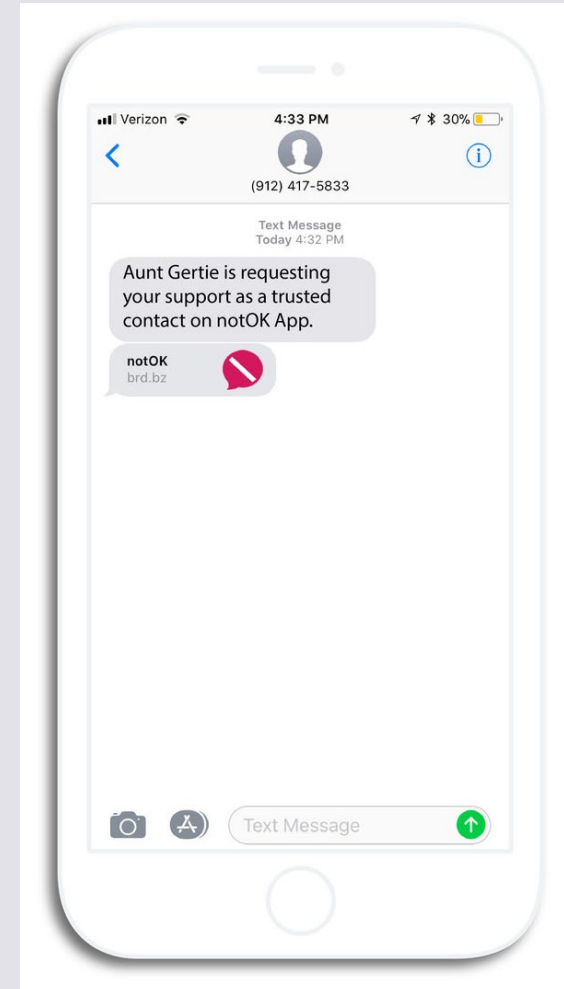 Verizon 4:33 PM 30%
(912) 417-5833
Text Message
Today 4:32 PM
Aunt Gertie is requesting
your support as a trusted
contact on notOK App.
notOK
brd.bz
Text Message